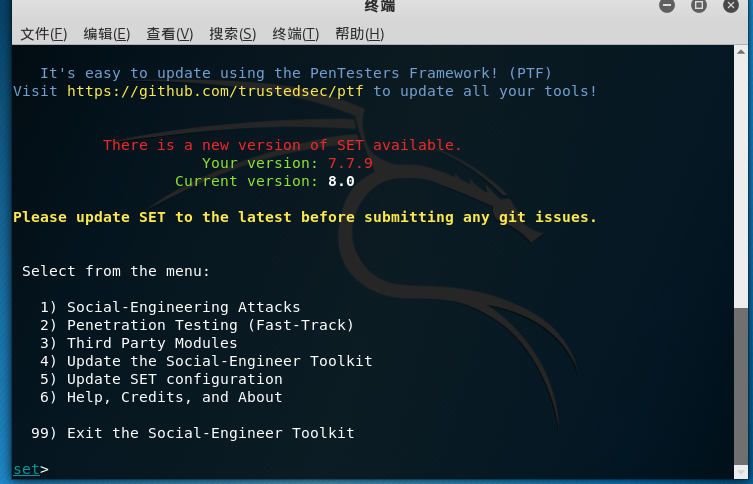 终端
文件(F) 编辑(E) 查看(V) 搜索(S) 终端(T) 帮助(H)
It's easy to update using the PenTesters Framework! (PTF)
Visit https://github.com/trustedsec/ptf to update all your tools!
There is a new version of SET available.
Your version: 7.7.9
Current version: 8.0
Please update SET to the latest before submitting any git issues.
Select from the menu:
1) Social-Engineering Attacks
2) Penetration Testing (Fast-Track)
3) Third Party Modules
4) Update the Social-Engineer Toolkit
5) Update SET configuration
6) Help, Credits, and About
99) Exit the Social-Engineer Toolkit
set>